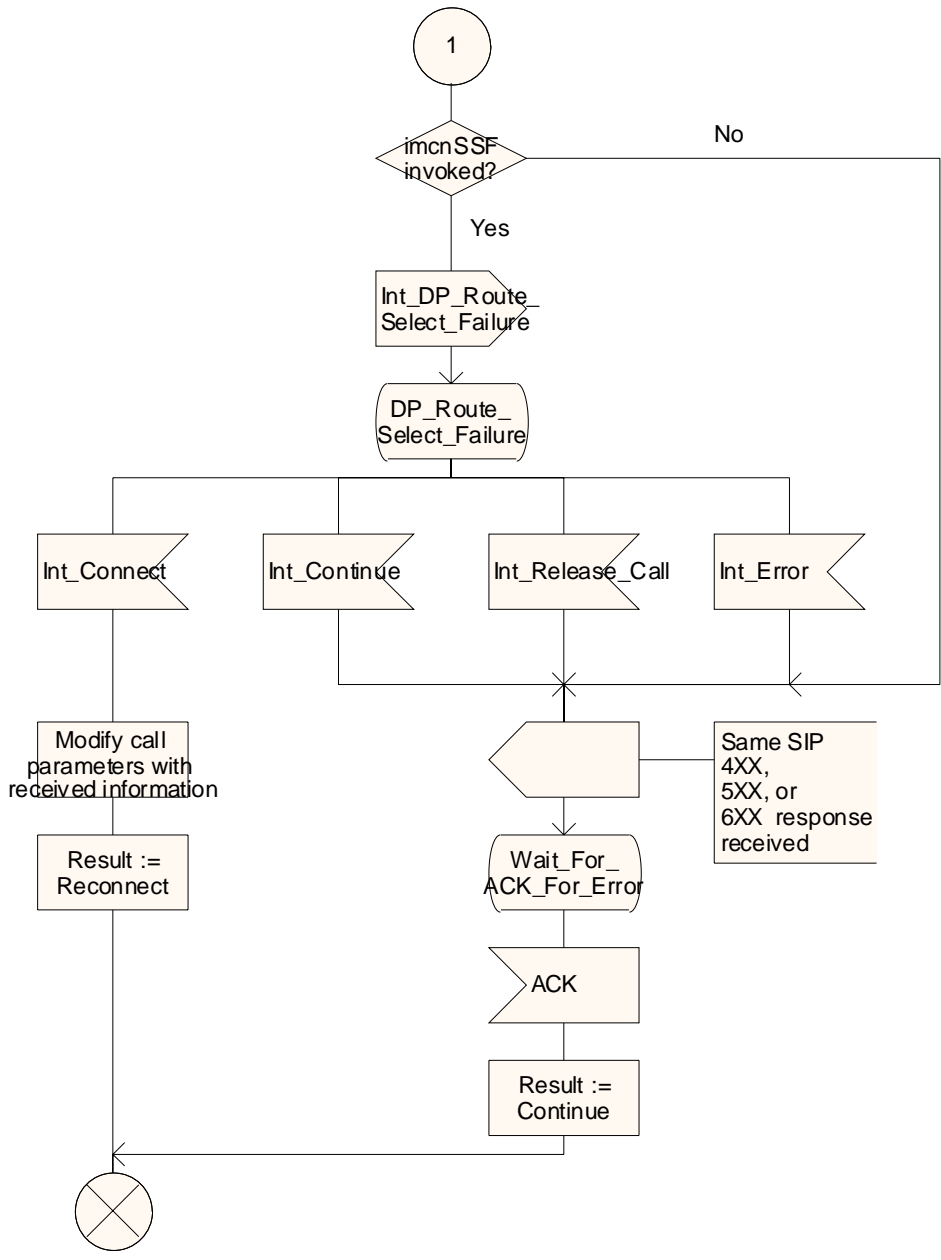 1
imcnSSF
invoked?
No
Yes
Int_DP_Route_
Select_Failure
DP_Route_
Select_Failure
Int_Connect
Int_Continue
Int_Release_Call
Int_Error
Modify call
parameters with
received information
Same SIP
4XX,
5XX, or
6XX response
received
Result :=
Reconnect
Wait_For_
ACK_For_Error
ACK
Result :=
Continue